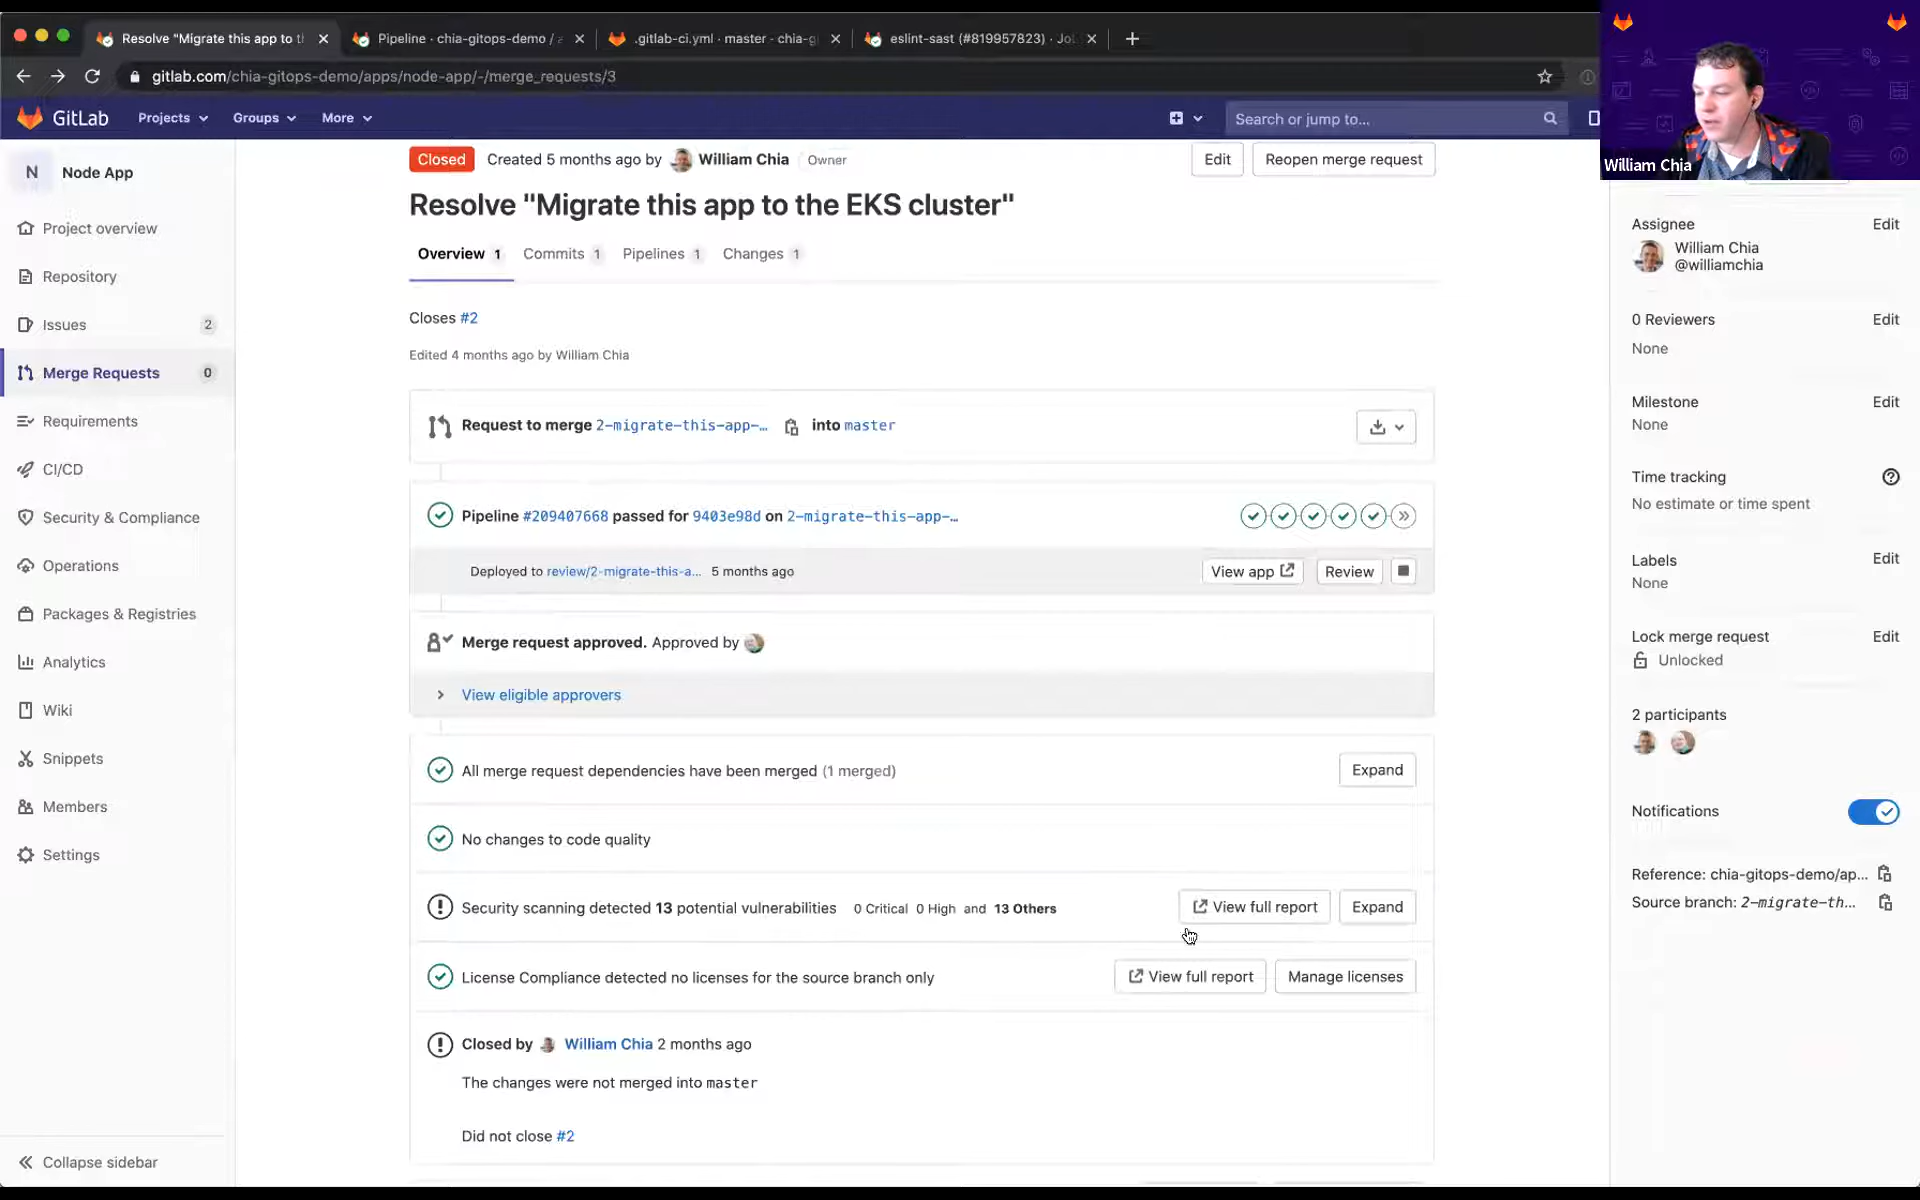 Resolve "Migrate this app to t
Pipeline · chia-gitops-demo /
.gitlab-ci.yml · master · chia-g
eslint-sast (#819957823) · Jo
gitlab.com/chia-gitops-demo/apps/node-app/-/merge_requests/3
GitLab
Projects
Groups
More
Search or jump to...
William Chia
N
Node App
Project overview
Repository
Issues 2
Merge Requests 0
Requirements
CI/CD
Security & Compliance
Operations
Packages & Registries
Analytics
Wiki
Snippets
Members
Settings
Collapse sidebar
Closed Created 5 months ago by William Chia Owner
Edit
Reopen merge request
Resolve "Migrate this app to the EKS cluster"
Overview 1 Commits 1 Pipelines 1 Changes 1
Closes #2
Edited 4 months ago by William Chia
Request to merge 2-migrate-this-app-… into master
Pipeline #209407668 passed for 9403e98d on 2-migrate-this-app-…
Deployed to review/2-migrate-this-a... 5 months ago
View app
Review
Merge request approved. Approved by
View eligible approvers
All merge request dependencies have been merged (1 merged)
Expand
No changes to code quality
Security scanning detected 13 potential vulnerabilities 0 Critical 0 High and 13 Others
View full report
Expand
License Compliance detected no licenses for the source branch only
View full report
Manage licenses
Closed by William Chia 2 months ago
The changes were not merged into master
Did not close #2
Assignee Edit
William Chia
@williamchia
0 Reviewers Edit
None
Milestone Edit
None
Time tracking
No estimate or time spent
Labels Edit
None
Lock merge request Edit
Unlocked
2 participants
Notifications
Reference: chia-gitops-demo/ap...
Source branch: 2-migrate-th...